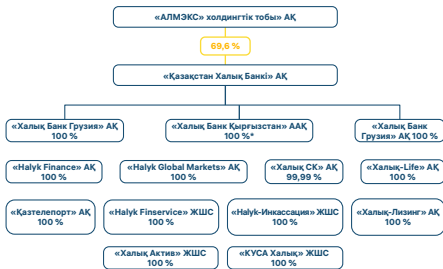 «АЛМЭКС» холдингтік тобы» АҚ
69,6 %
«Қазақстан Халық Банкі» АҚ
«Халық Банк Грузия» АҚ
100 %
«Халық Банк Қырғызстан» ААҚ
100 %*
«Халық Банк
Грузия» АҚ 100 %
«Halyk Finance» АҚ
100 %
«Halyk Global Markets» АҚ
100 %
«Халық СК» АҚ
99,99 %
«Халық-Life» АҚ
100 %
«Қазтелепорт» АҚ
100 %
«Halyk Finservice» ЖШС
100 %
«Halyk-Инкассация» ЖШС
100 %
«Халық-Лизинг» АҚ
100 %
«Халық Актив» ЖШС
100 %
«КУСА Халық» ЖШС
100 %